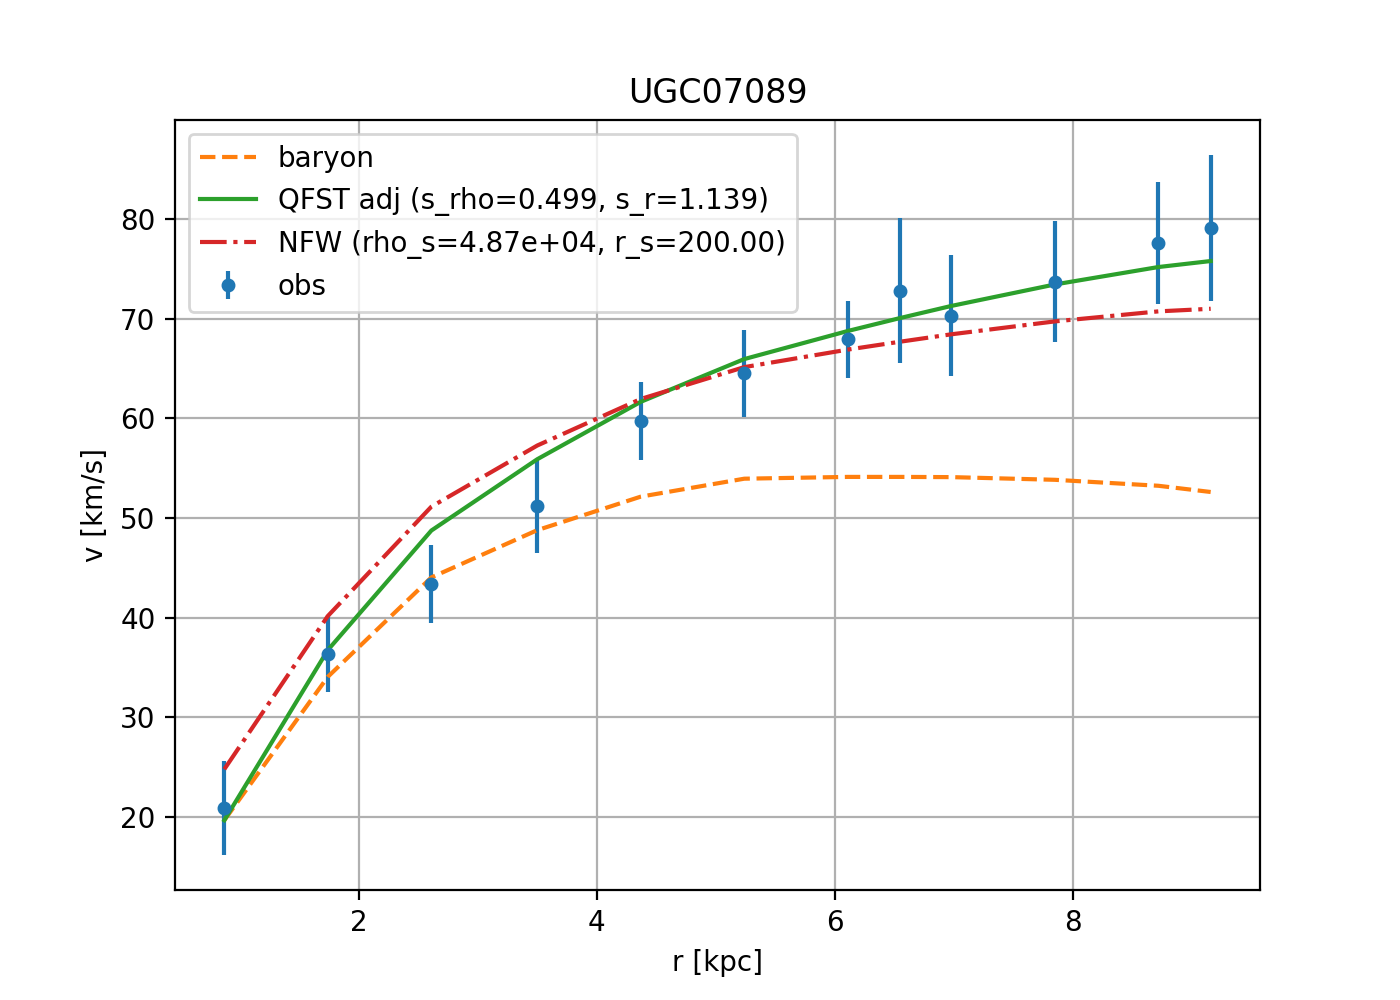 UGC07089
baryon
QFST adj (s_rho=0.499, s_r=1.139)
NFW (rho_s=4.87e+04, r_s=200.00)
obs
80
70
60
50
40
30
20
v [km/s]
2
4
6
8
r [kpc]